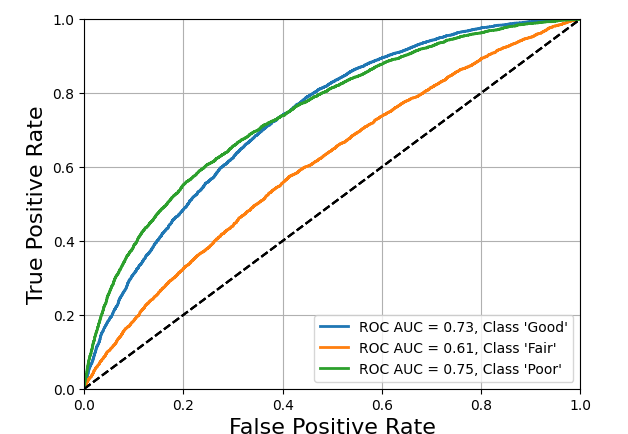 1.0
0.8
0.6
0.4
0.2
0.0
True Positive Rate
ROC AUC = 0.73, Class 'Good'
ROC AUC = 0.61, Class 'Fair'
ROC AUC = 0.75, Class 'Poor'
0.0 0.2 0.4 0.6 0.8 1.0
False Positive Rate